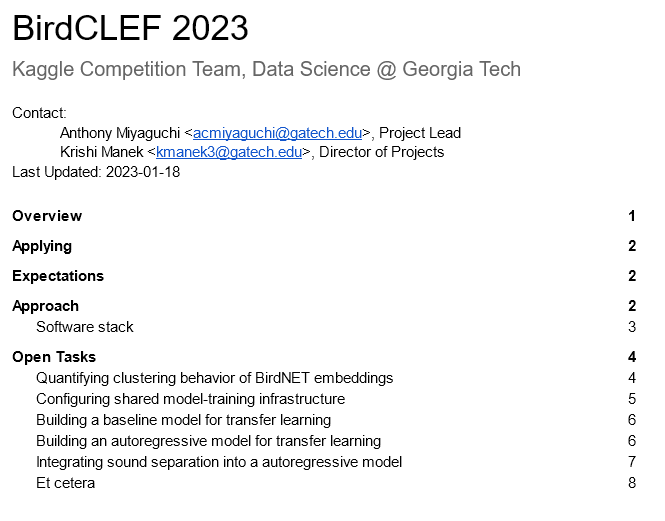 BirdCLEF 2023
Kaggle Competition Team, Data Science @ Georgia Tech
Contact:
Anthony Miyaguchi <acmiyaguchi@gatech.edu>, Project Lead
Krishi Manek <kmanek3@gatech.edu>, Director of Projects
Last Updated: 2023-01-18
Overview 1
Applying 2
Expectations 2
Approach 2
Software stack 3
Open Tasks 4
Quantifying clustering behavior of BirdNET embeddings 4
Configuring shared model-training infrastructure 5
Building a baseline model for transfer learning 6
Building an autoregressive model for transfer learning 6
Integrating sound separation into a autoregressive model 7
Et cetera 8